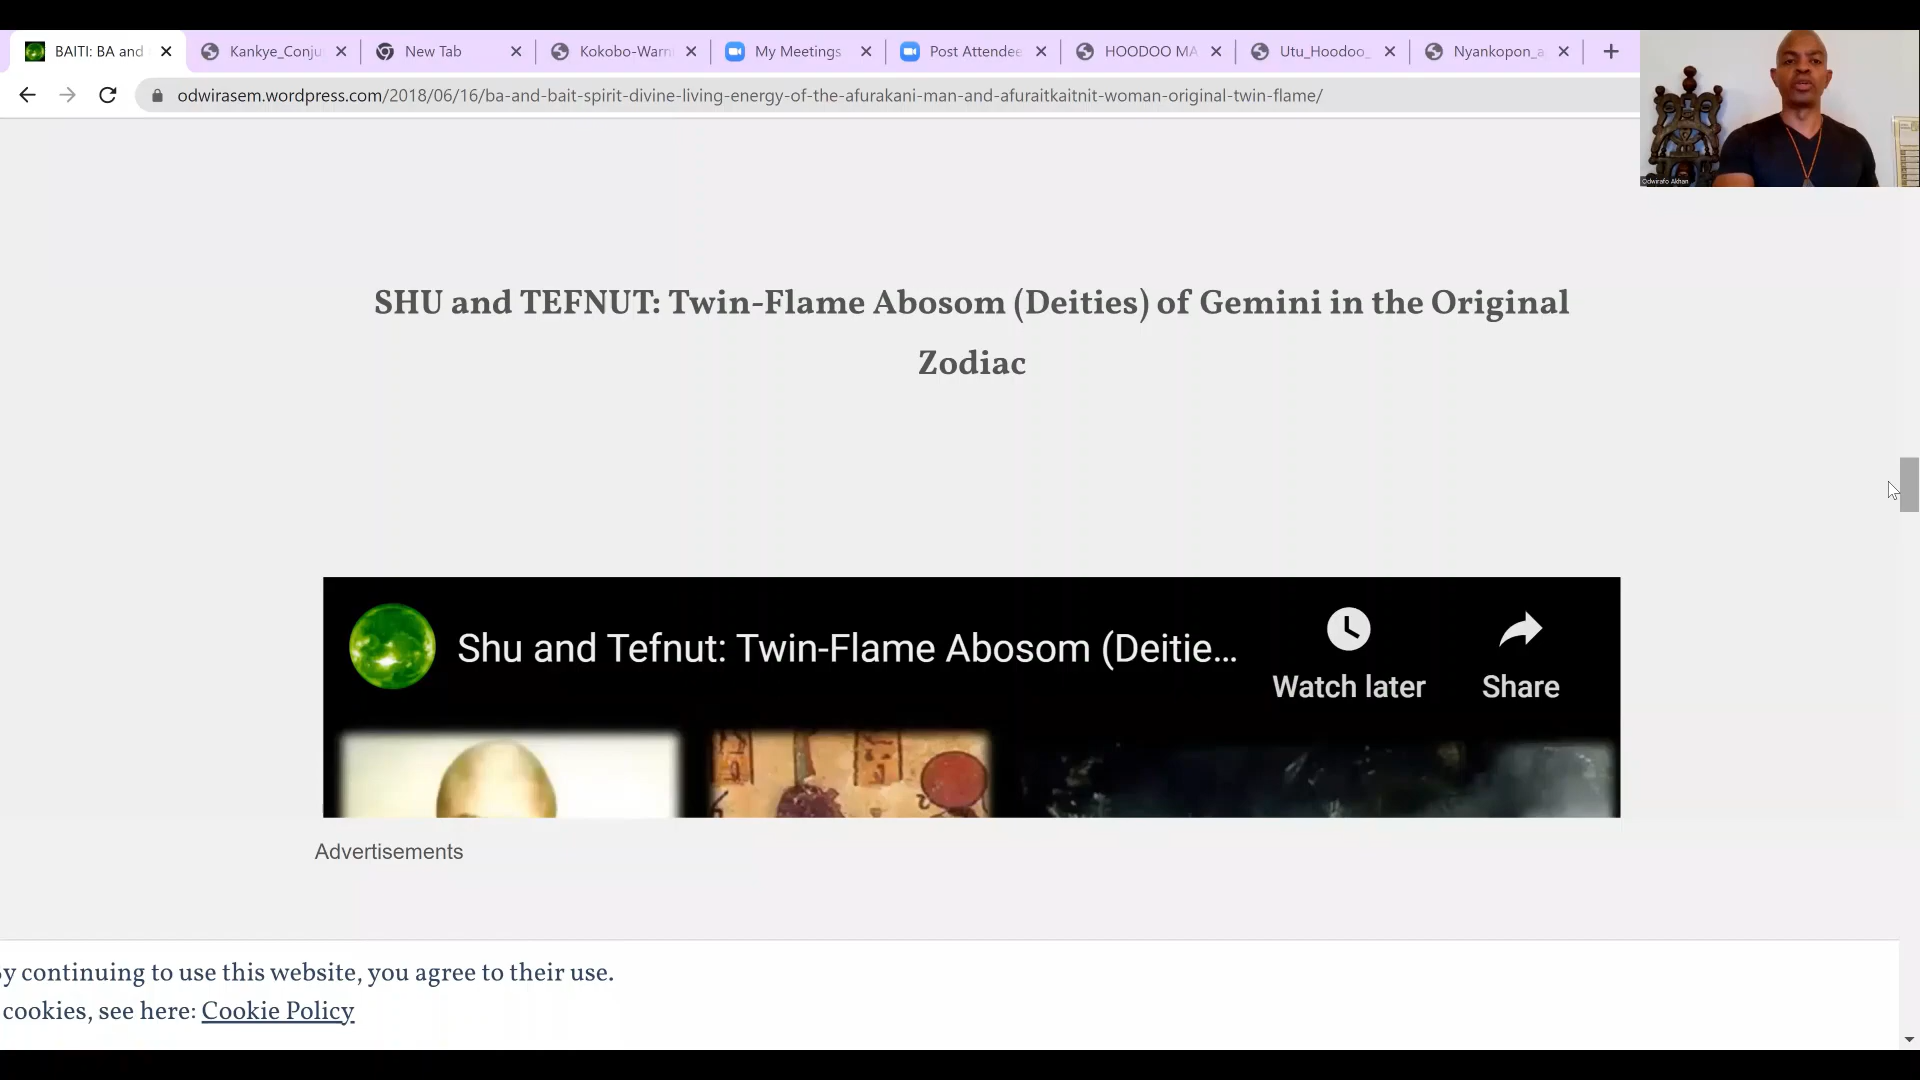 BAITI: BA and
Kankye_Conju
New Tab
Kokobo-Warn
My Meetings
Post Attendee
HOODOO MA
Utu_Hoodoo_
Nyankopon_a
odwirasem.wordpress.com/2018/06/16/ba-and-bait-spirit-divine-living-energy-of-the-afurakani-man-and-afuraitkaitnit-woman-original-twin-flame/
Odwirafo Akhan
SHU and TEFNUT: Twin-Flame Abosom (Deities) of Gemini in the Original
Zodiac
Shu and Tefnut: Twin-Flame Abosom (Deitie...
Watch later
Share
Advertisements
y continuing to use this website, you agree to their use.
cookies, see here: Cookie Policy